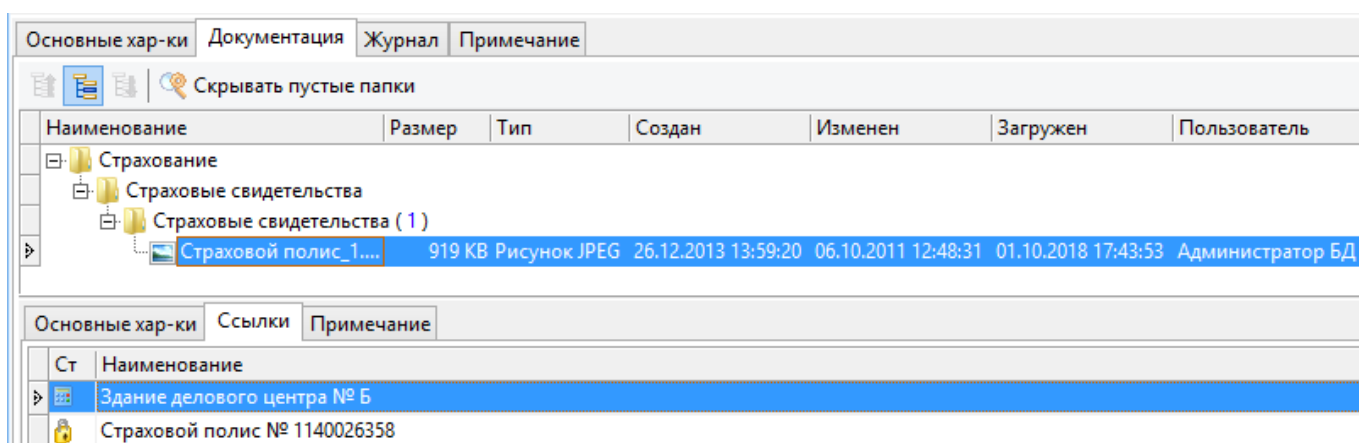 Основные хар-ки Документация Журнал Примечание
Скрывать пустые папки
Наименование Размер Тип Создан Изменен Загружен Пользователь
Страхование
Страховые свидетельства
Страховые свидетельства ( 1 )
Страховой полис_1.... 919 KB Рисунок JPEG 26.12.2013 13:59:20 06.10.2011 12:48:31 01.10.2018 17:43:53 Администратор БД
Основные хар-ки Ссылки Примечание
Ст Наименование
Здание делового центра № Б
Страховой полис № 1140026358